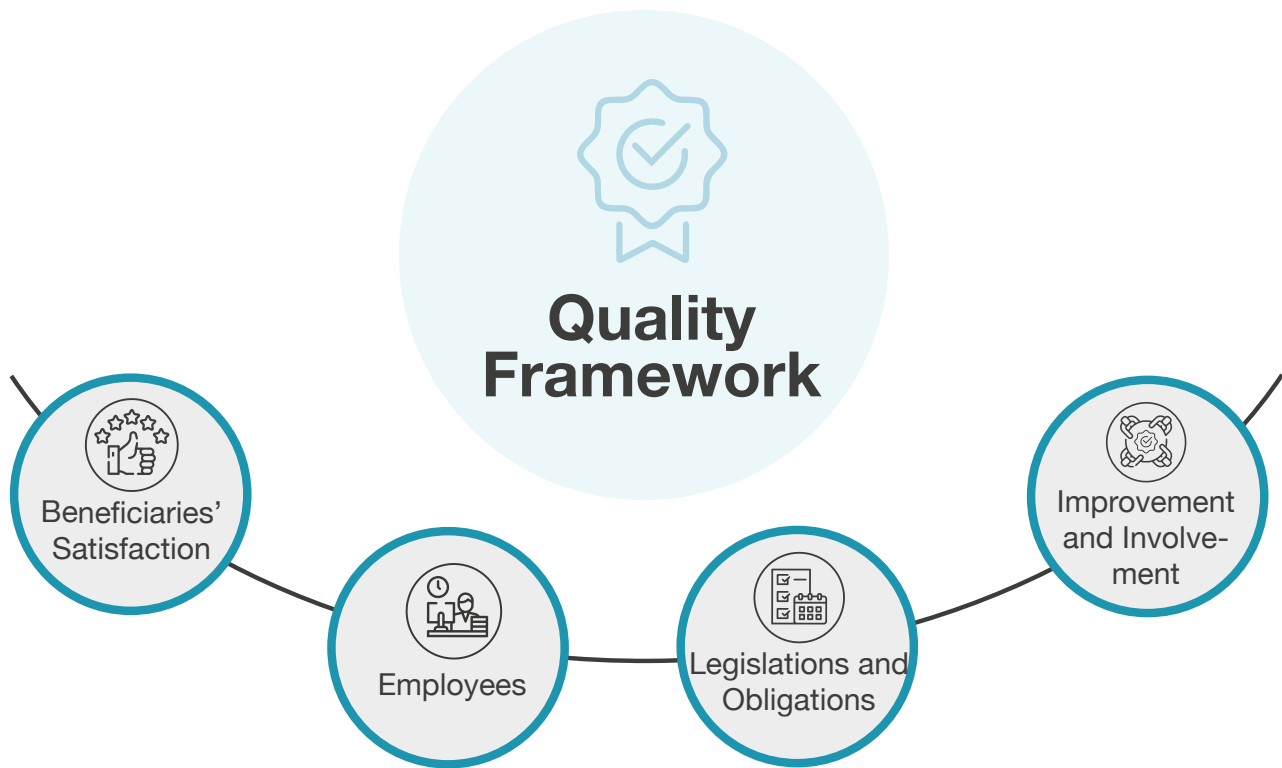 Quality
Framework
Beneficiaries’
Satisfaction
Employees
Legislations and
Obligations
Improvement
and Involve-
ment